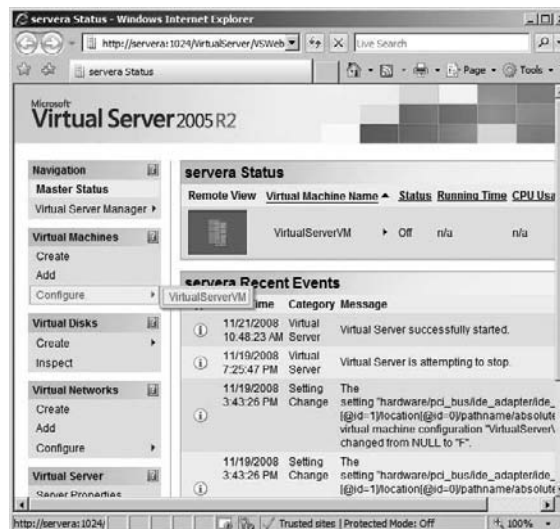 servera Status - Windows Internet Explorer
http://servera:1024/VirtualServer/VSWeb
Live Search
servera Status
Page
Tools
Microsoft
Virtual Server 2005 R2
Navigation
Master Status
Virtual Server Manager
Virtual Machines
Create
Add
Configure
VirtualServerVM
Virtual Disks
Create
Inspect
Virtual Networks
Create
Add
Configure
Virtual Server
Server Properties
servera Status
Remote View Virtual Machine Name Status Running Time CPU Usa
VirtualServerVM Off n/a n/a
servera Recent Events
ime Category Message
11/21/2008 Virtual
10:48:23 AM Server
Virtual Server successfully started.
11/19/2008 Virtual
7:25:47 PM Server
Virtual Server is attempting to stop.
11/19/2008 Setting The
3:43:26 PM Change setting "hardware/pci_bus/ide_adapter/ide_
[@id=1]/location[@id=0]/pathname/absolute
virtual machine configuration "VirtualServer\
changed from NULL to "F".
11/19/2008 Setting The
3:43:26 PM Change setting "hardware/pci_bus/ide_adapter/ide_
[@id=1]/location[@id=0]/pathname/absolute
http://servera:1024/
Trusted sites | Protected Mode: Off
100%